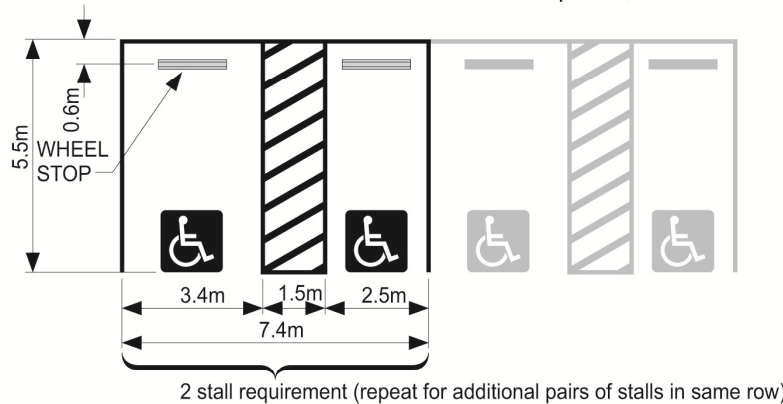 0.6m
5.5m
WHEEL
STOP
3.4m 1.5m 2.5m
7.4m
2 stall requirement (repeat for additional pairs of stalls in same row)